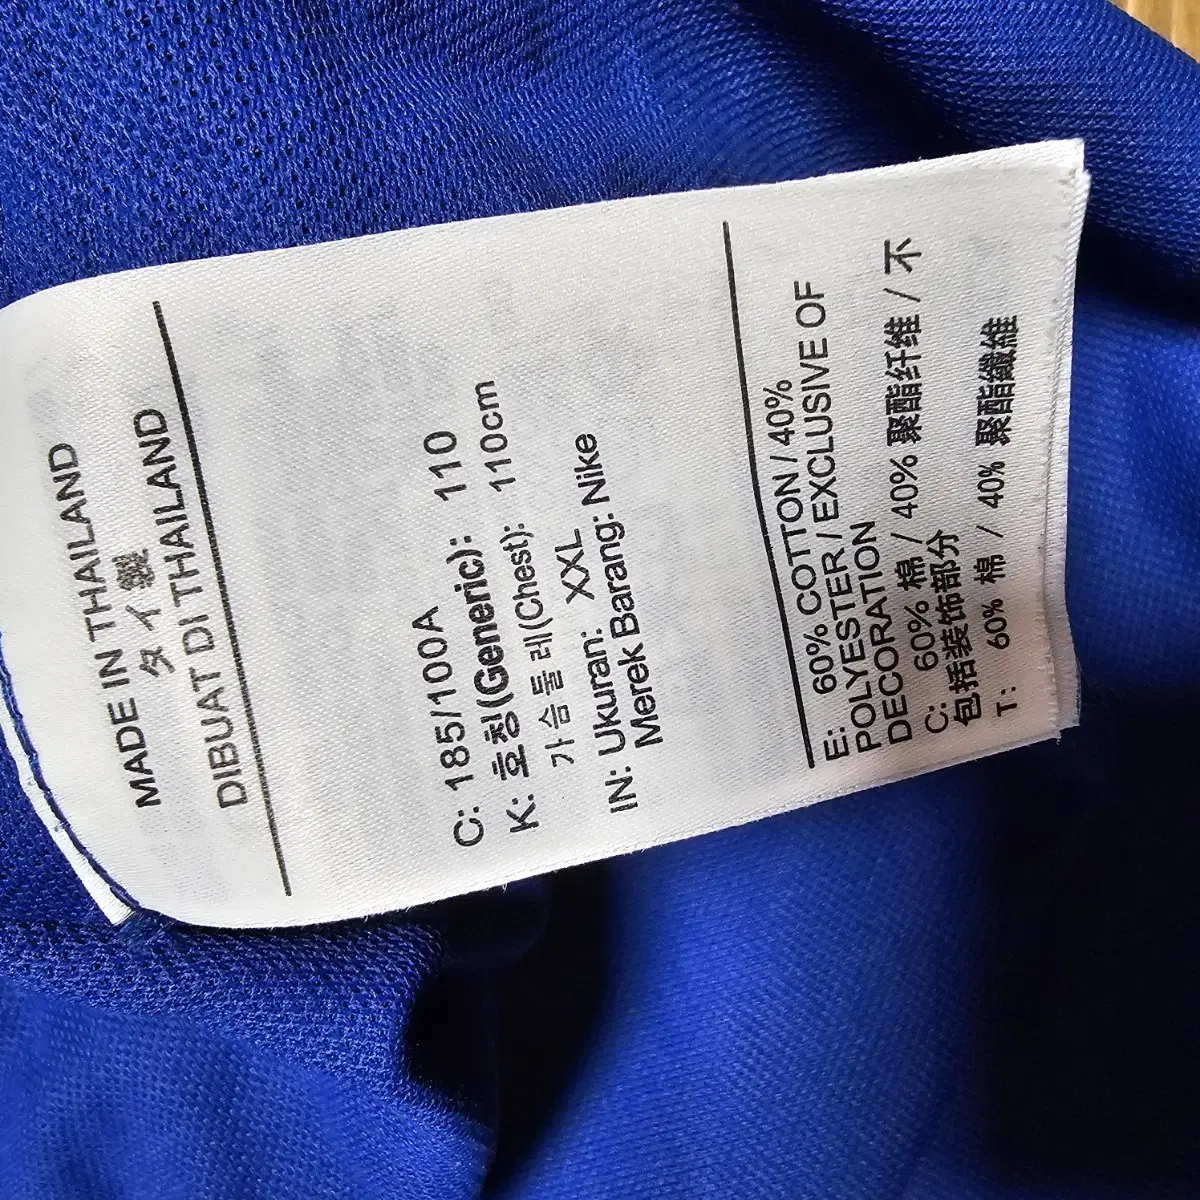 MADE IN THAILAND
タイ製
DIBUAT DI THAILAND
C: 185/100A
K: 호칭(Generic): 110
가슴둘레(Chest): 110cm
IN: Ukuran: XXL
Merek Barang: Nike
E: 60% COTTON / 40%
POLYESTER / EXCLUSIVE OF
DECORATION
C: 60% 棉 / 40% 聚酯纤维 / 不
包括装饰部分
T: 60% 棉 / 40% 聚酯纖維